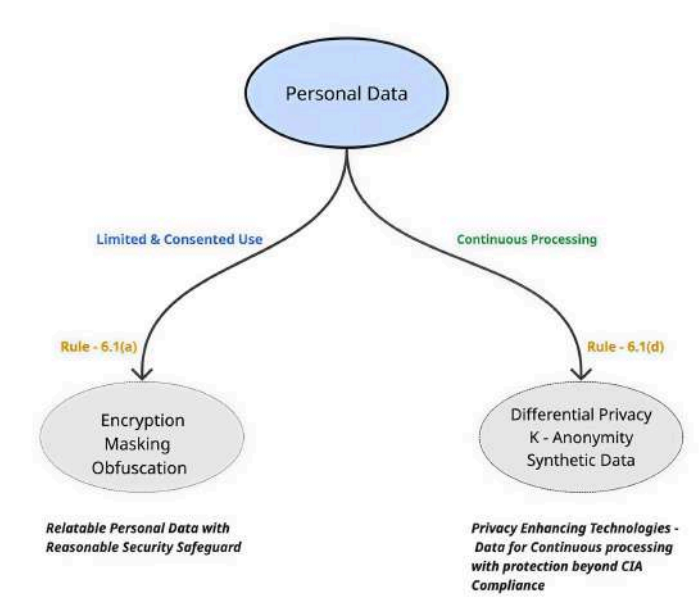 Personal Data
Limited & Consented Use
Continuous Processing
Rule - 6.1(a)
Rule - 6.1(d)
Encryption
Masking
Obfuscation
Differential Privacy
K - Anonymity
Synthetic Data
Relatable Personal Data with
Reasonable Security Safeguard
Privacy Enhancing Technologies -
Data for Continuous processing
with protection beyond CIA
Compliance